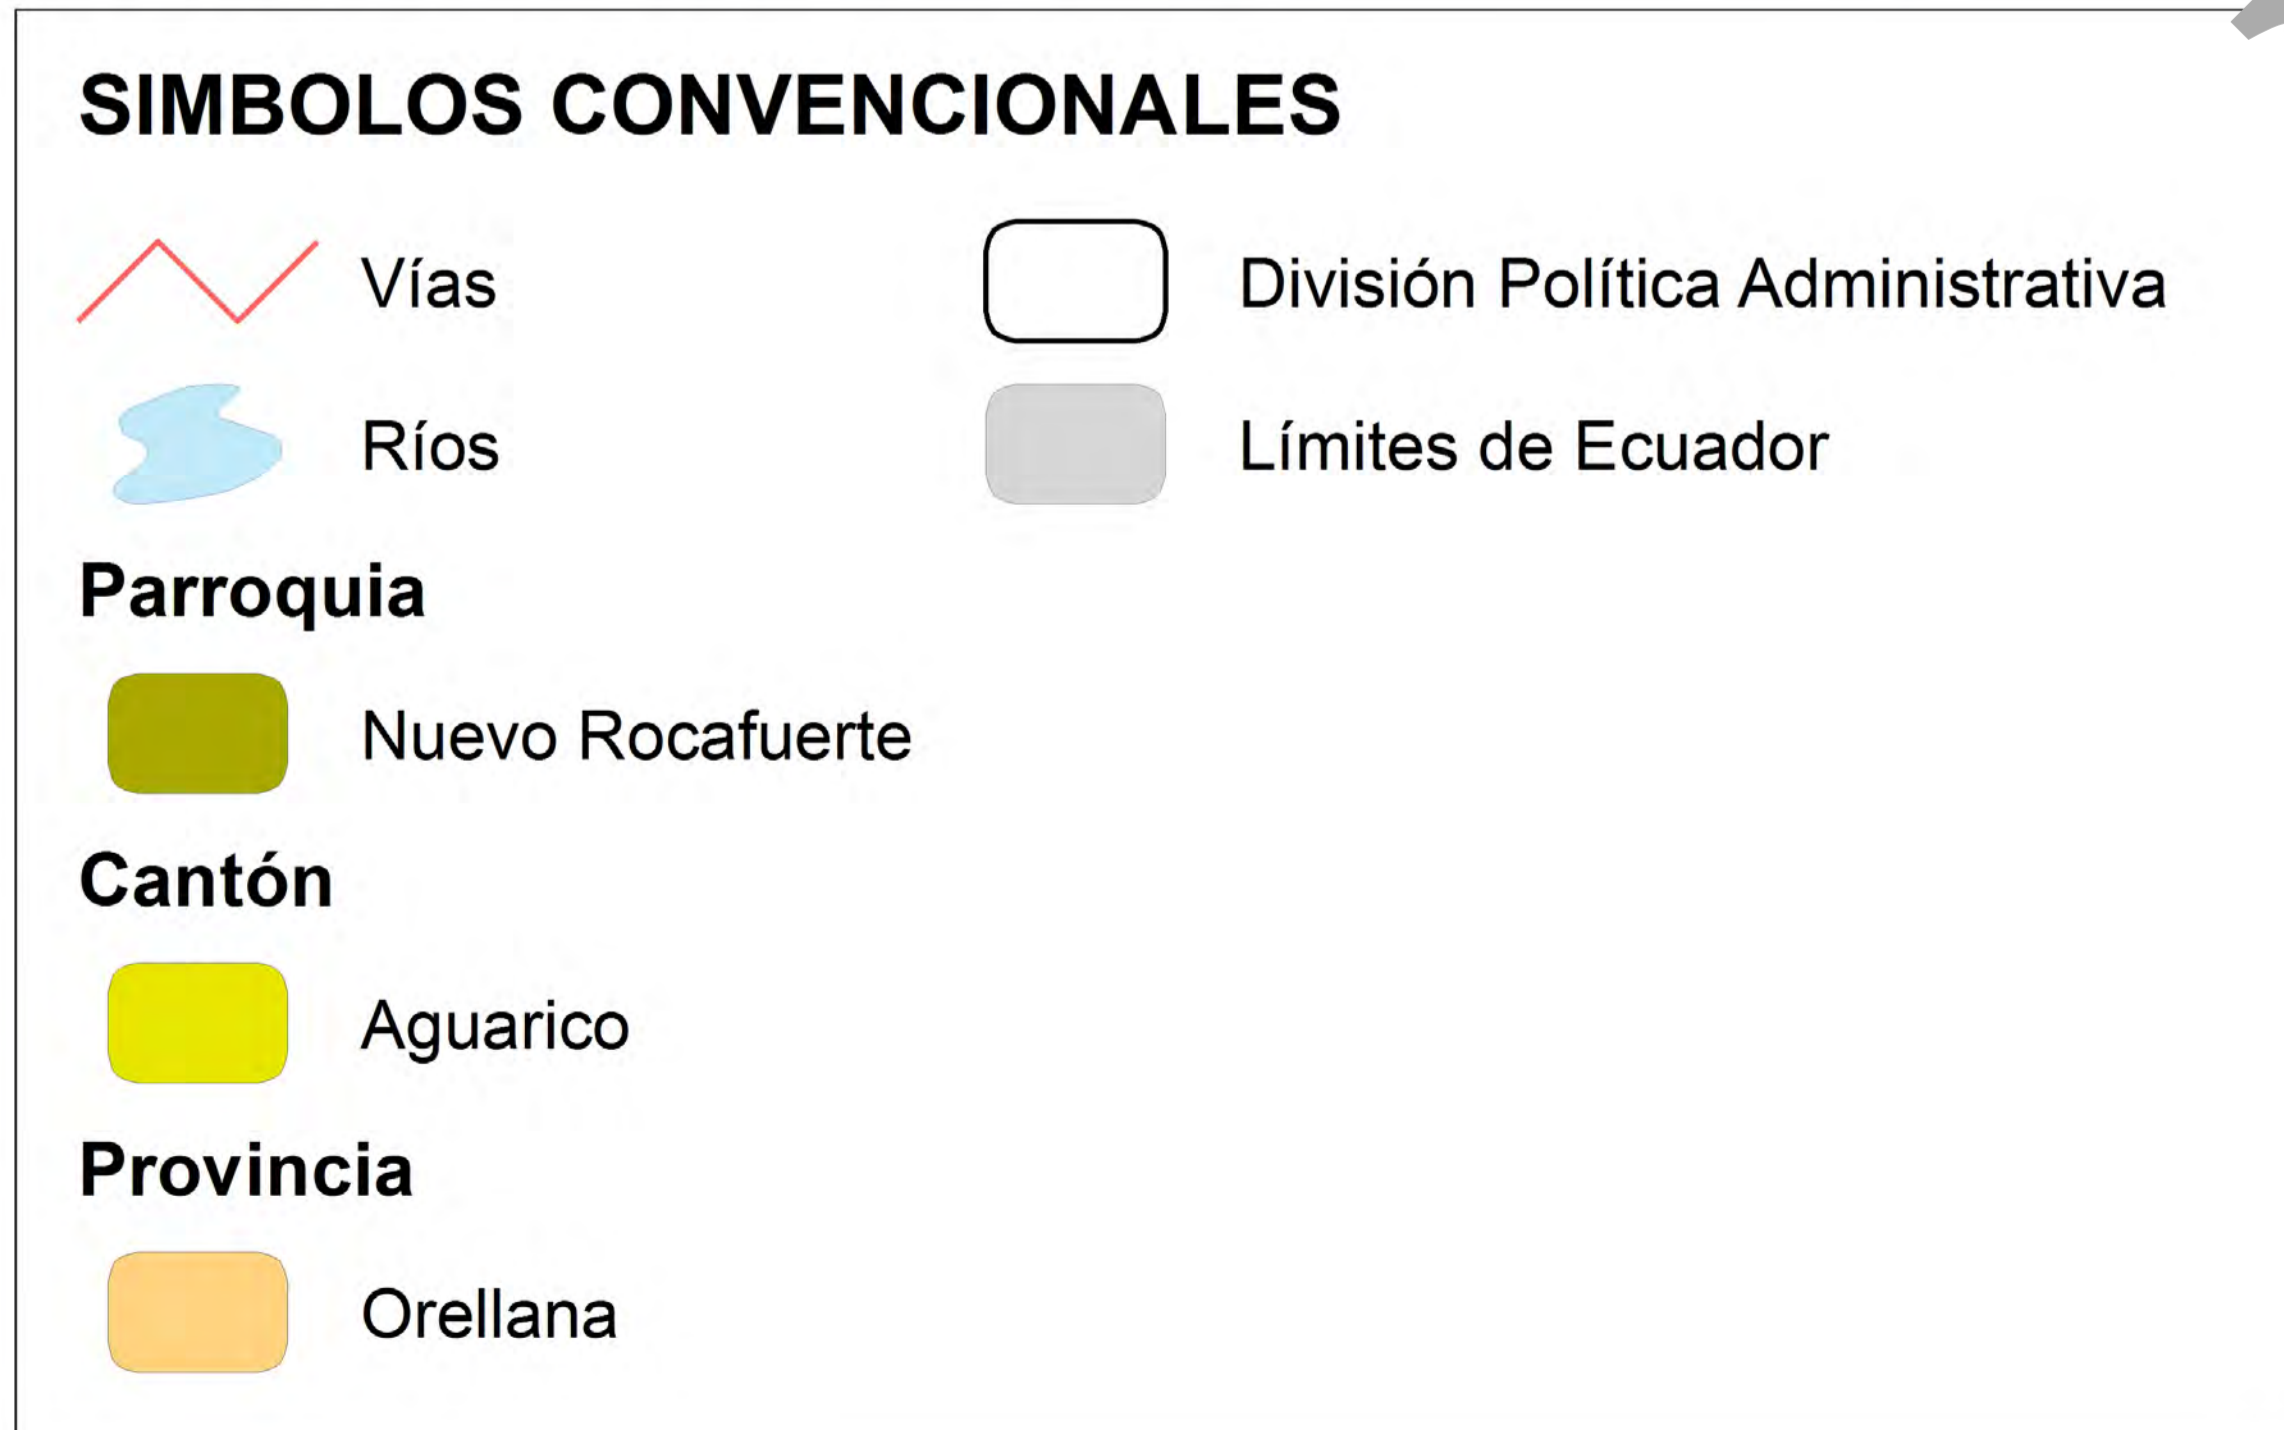 SIMBOLOS CONVENCIONALES
Vías
División Política Administrativa
Ríos
Límites de Ecuador
Parroquia
Nuevo Rocafuerte
Cantón
Aguarico
Provincia
Orellana